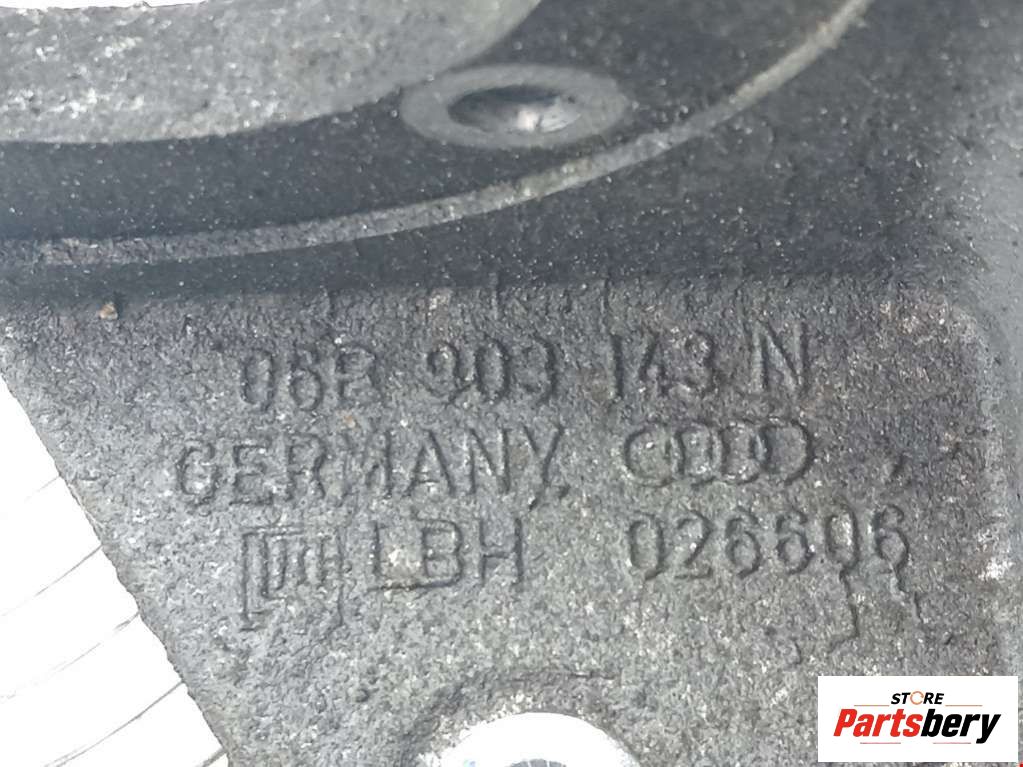 06B 903 143 N
GERMANY
LBH 026606
STORE
Partsbery